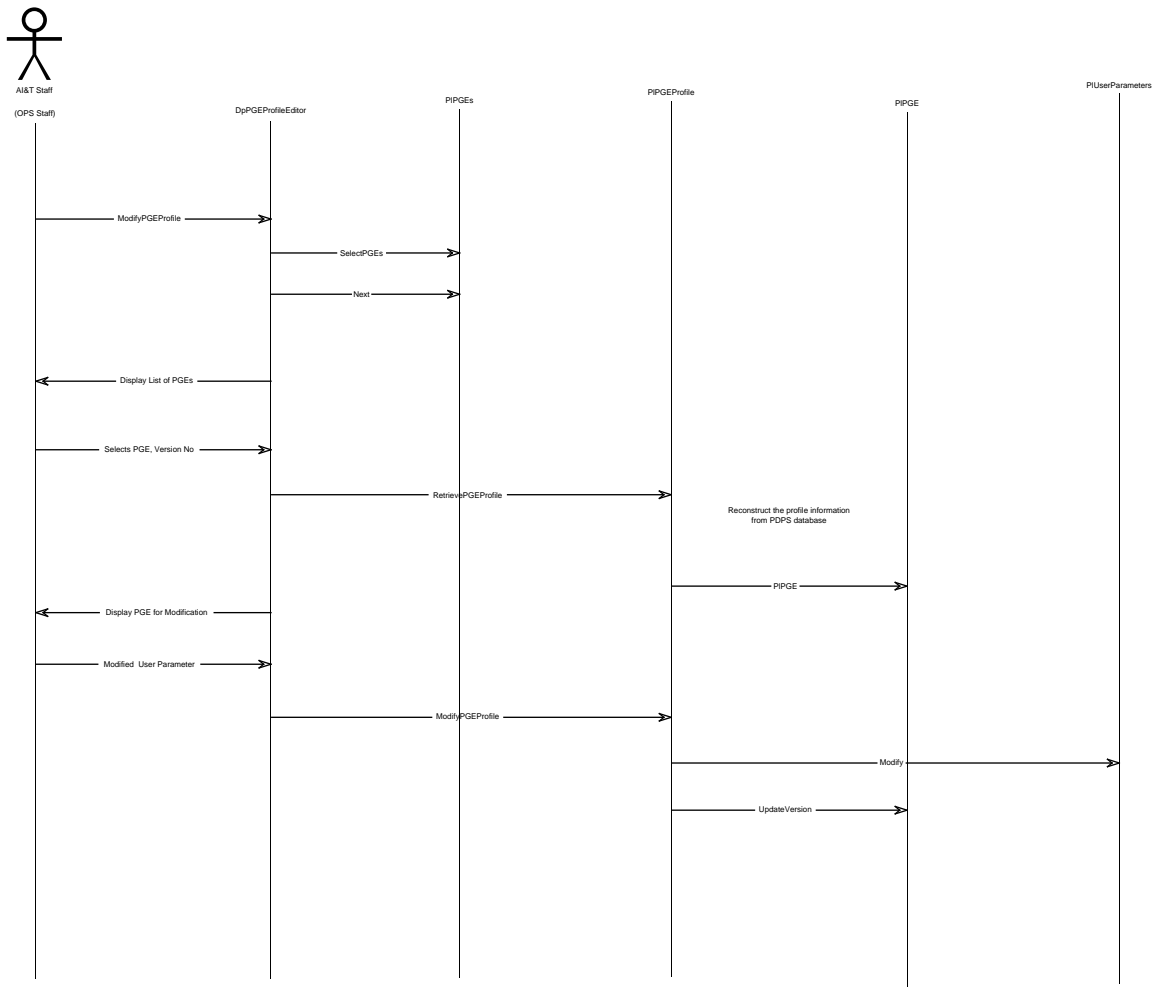 AI&T Staff
(OPS Staff)
DpPGEProfileEditor
PlPGEs
PlPGEProfile
PlPGE
PlUserParameters
ModifyPGEProfile
SelectPGEs
Next
Display List of PGEs
Selects PGE, Version No
RetrievePGEProfile
Reconstruct the profile information
from PDPS database
PlPGE
Display PGE for Modification
Modified User Parameter
ModifyPGEProfile
Modify
UpdateVersion